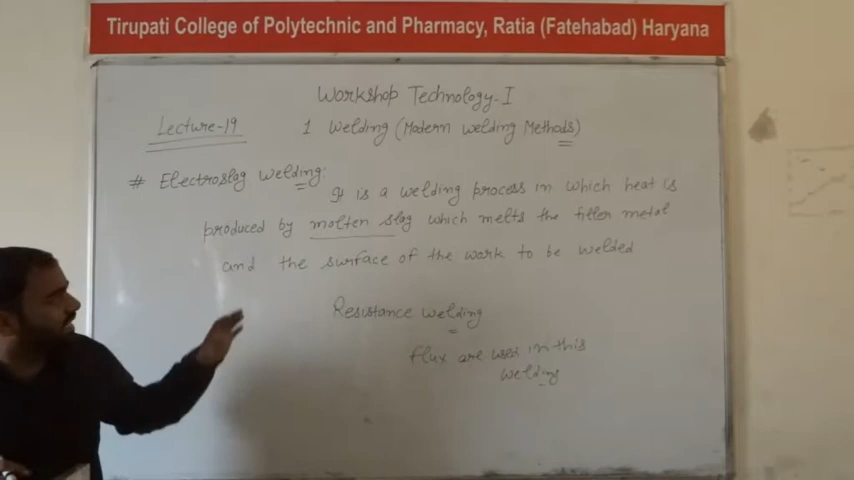 Tirupati College of Polytechnic and Pharmacy, Ratia (Fatehabad) Haryana
Workshop Technology-I
Lecture-19 1 Welding (Modern welding Methods)
# Electroslag welding:
It is a welding process in which heat is
produced by molten slag which melts the filler metal
and the surface of the work to be welded
Resistance welding
flux are used in this
welding